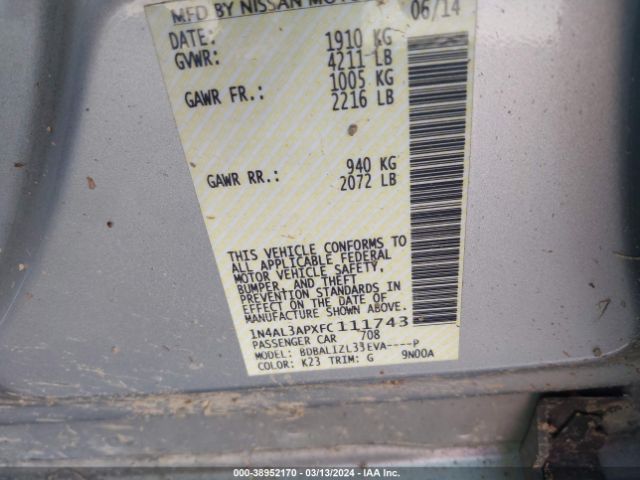 MFD BY NISSAN MOTOR
DATE: 06/14
GVWR: 1910 KG
4211 LB
GAWR FR.: 1005 KG
2216 LB
GAWR RR.: 940 KG
2072 LB
THIS VEHICLE CONFORMS TO
ALL APPLICABLE FEDERAL
MOTOR VEHICLE SAFETY,
BUMPER, AND THEFT
PREVENTION STANDARDS IN
EFFECT ON THE DATE OF
MANUFACTURE SHOWN ABOVE.
1N4AL3APXFC111743
PASSENGER CAR 708
MODEL: BDBALIZL33EVA----P
COLOR: K23 TRIM: G 9N00A
000-38952170 | 03/13/2024 | IAA Inc.